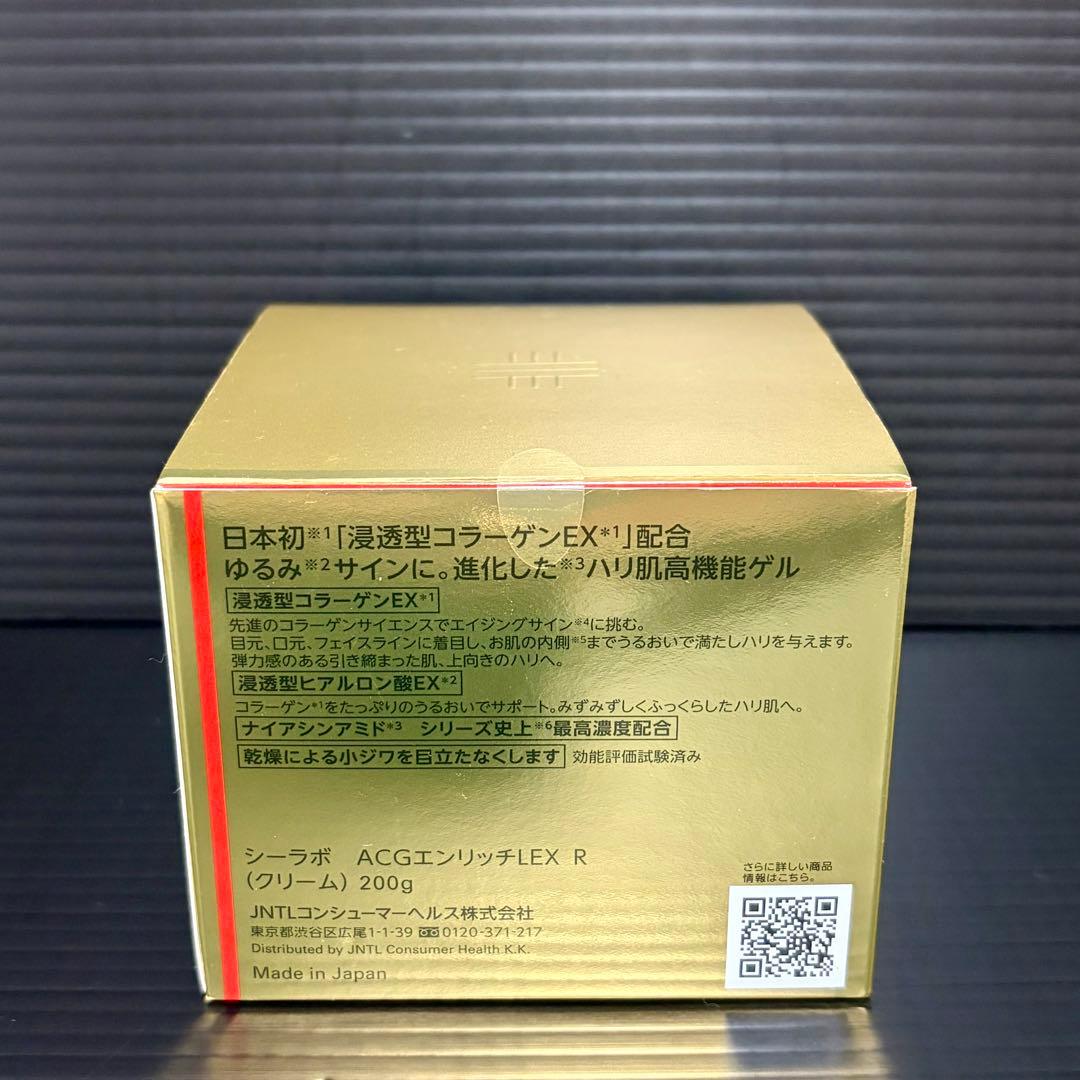 日本初※1「浸透型コラーゲンEX*1」配合
ゆるみ※2サインに。進化した※3ハリ肌高機能ゲル
浸透型コラーゲンEX*1
先進のコラーゲンサイエンスでエイジングサイン※4に挑む。
目元、口元、フェイスラインに着目し、お肌の内側※5までうるおいで満たしハリを与えます。
弾力感のある引き締まった肌、上向きのハリへ。
浸透型ヒアルロン酸EX*2
コラーゲン*1をたっぷりのうるおいでサポート。みずみずしくふっくらしたハリ肌へ。
ナイアシンアミド*3　シリーズ史上※6最高濃度配合
乾燥による小ジワを目立たなくします 効能評価試験済み
シーラボ　ACGエンリッチLEX R
（クリーム）200g
JNTLコンシューマーヘルス株式会社
東京都渋谷区広尾1-1-39 0120-371-217
Distributed by JNTL Consumer Health K.K.
Made in Japan
さらに詳しい商品
情報はこちら。